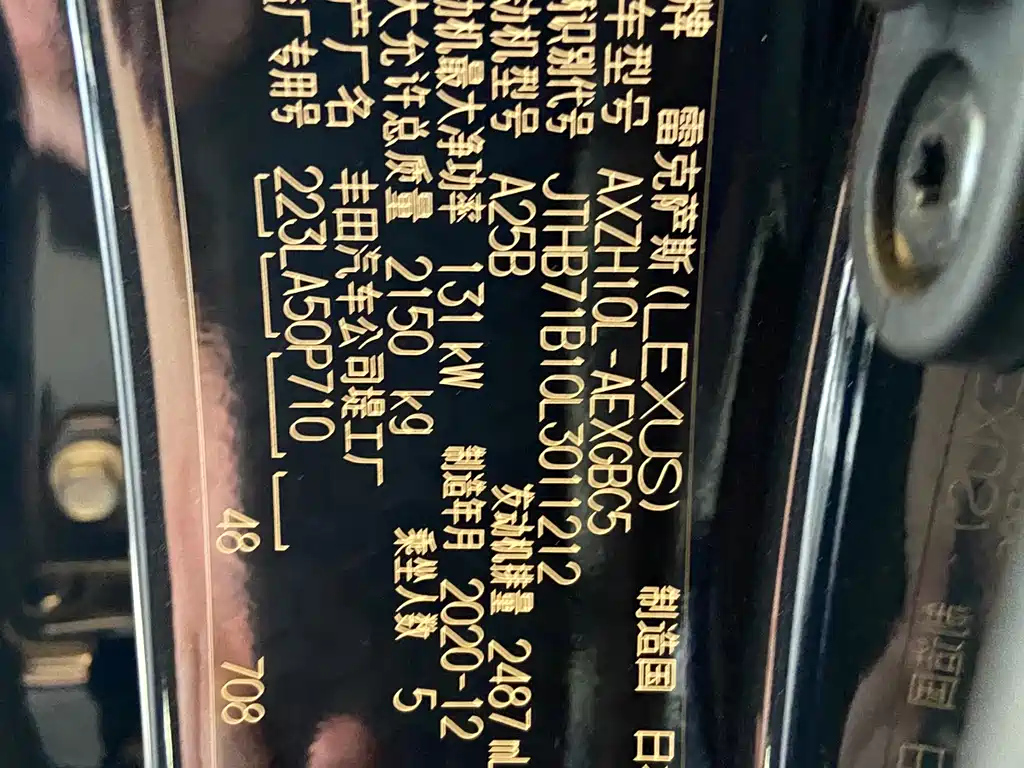 牌 雷克萨斯(LEXUS) 制造国 日
车型号 AXZH10L-AEXGBC5
识别代号 JTHB71B10L3011212
动机型号 A25B 发动机排量 2487 mL
动机最大净功率 131 kW 制造年月 2020-12
大允许总质量 2150 kg 乘坐人数 5
产厂名 丰田汽车公司堤工厂
厂专用号 223LA50P710
48 708